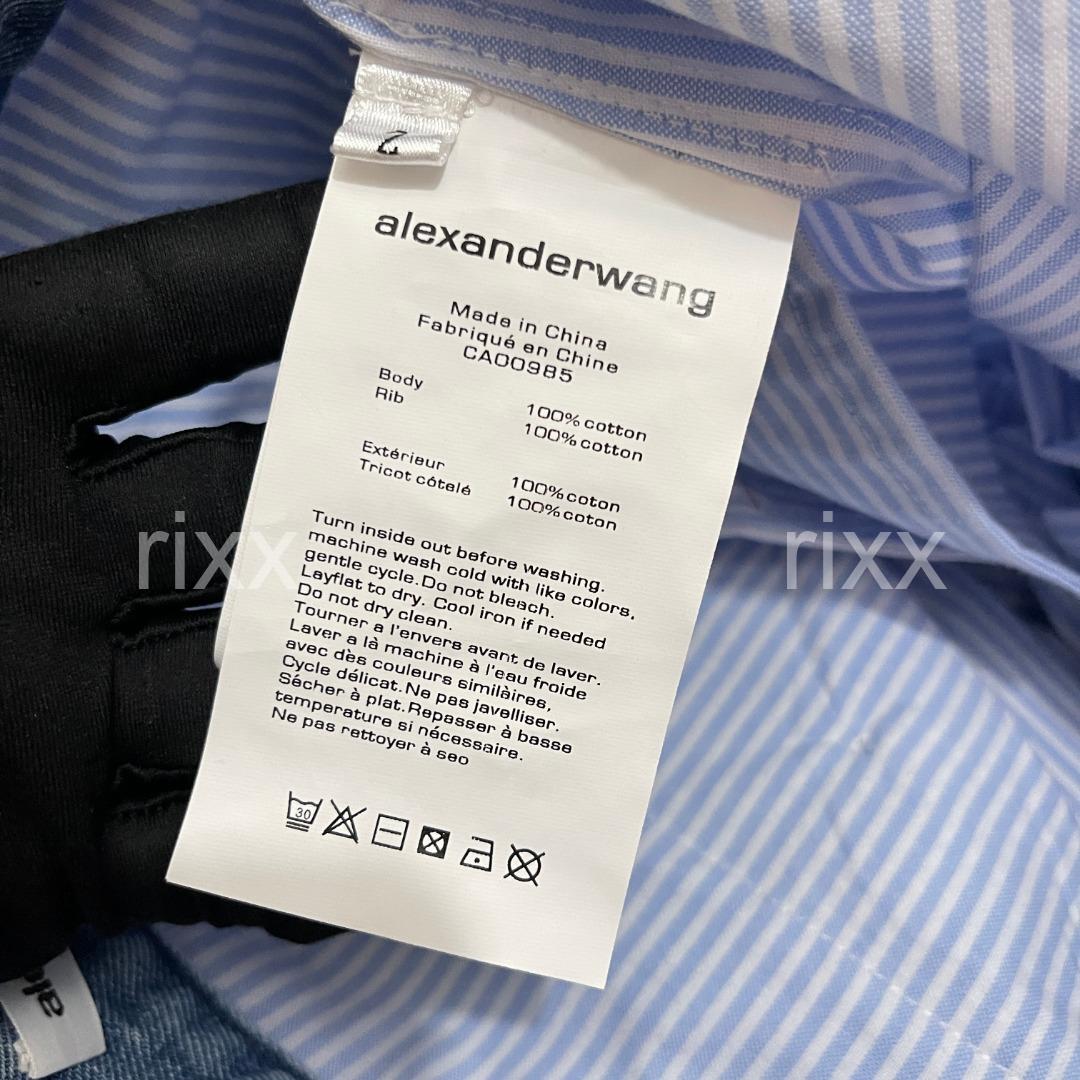 2
alexanderwang
Made in China
Fabriqué en Chine
CA00985
Body 100% cotton
Rib 100% cotton
Extérieur 100% coton
Tricot côtelé 100% coton
Turn inside out before washing.
machine wash cold with like colors,
gentle cycle.Do not bleach.
Layflat to dry. Cool iron if needed
Do not dry clean.
Tourner a l'envers avant de laver.
Laver a là machine à l'eau froide
avec dès couleurs similàires,
Cycle délicat.Ne pas javelliser.
Sécher à plat.Repasser à basse
temperature si nécessaire.
Ne pas rettoyer à seo
30
rixx rixx
ale